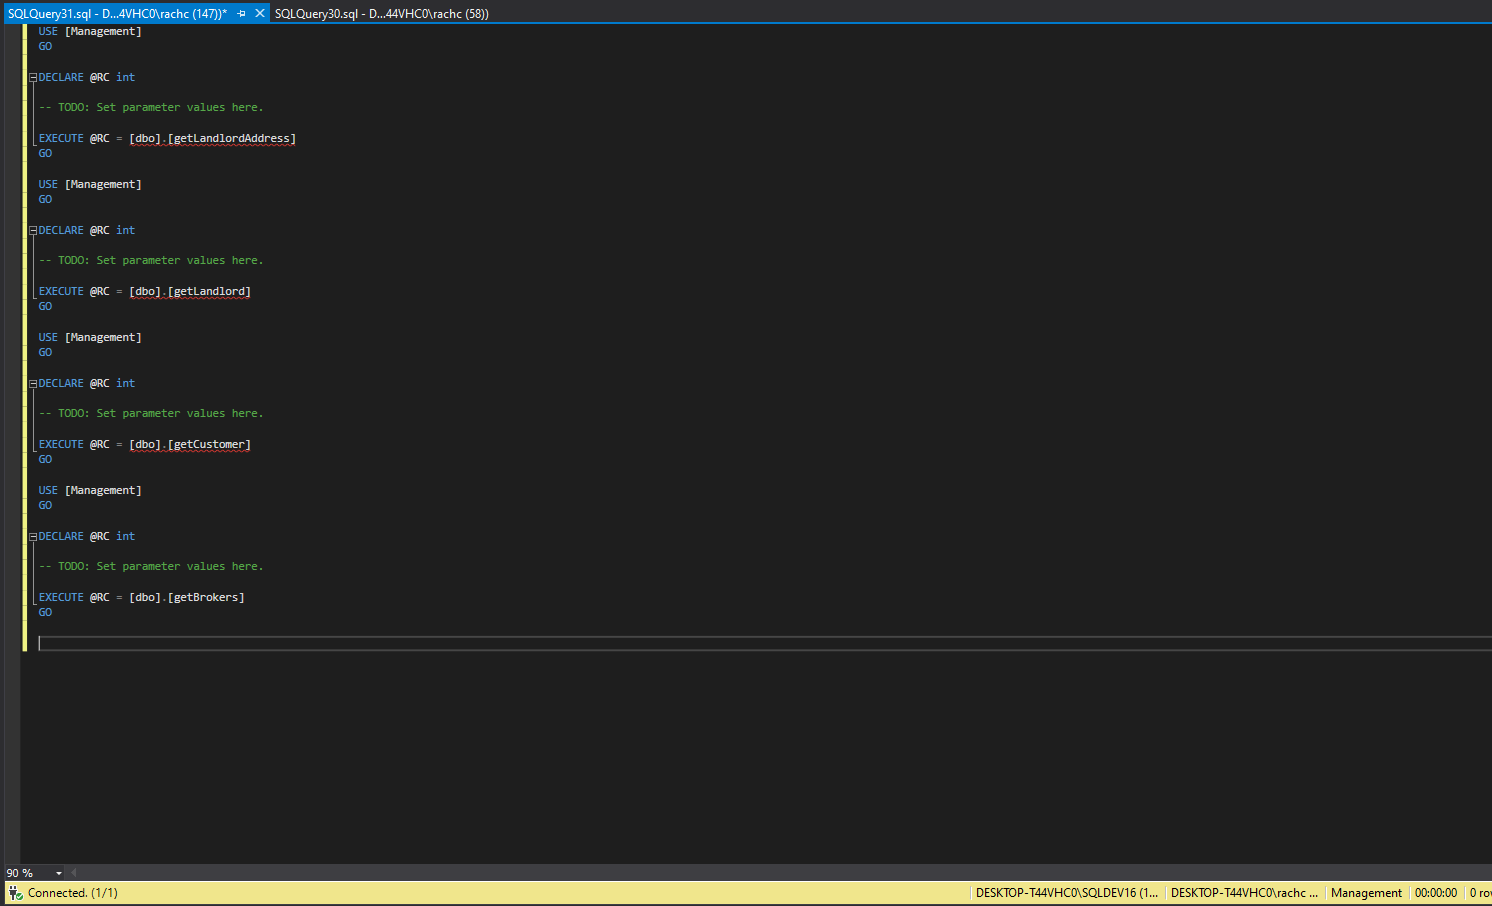 SQLQuery31.sql - D...4VHC0\rachc (147))* SQLQuery30.sql - D...44VHC0\rachc (58))
USE [Management]
GO
DECLARE @RC int
-- TODO: Set parameter values here.
EXECUTE @RC = [dbo].[getLandlordAddress]
GO
USE [Management]
GO
DECLARE @RC int
-- TODO: Set parameter values here.
EXECUTE @RC = [dbo].[getLandlord]
GO
USE [Management]
GO
DECLARE @RC int
-- TODO: Set parameter values here.
EXECUTE @RC = [dbo].[getCustomer]
GO
USE [Management]
GO
DECLARE @RC int
-- TODO: Set parameter values here.
EXECUTE @RC = [dbo].[getBrokers]
GO
90 %
Connected. (1/1) DESKTOP-T44VHC0\SQLDEV16 (1... DESKTOP-T44VHC0\rachc ... Management 00:00:00 0 ro